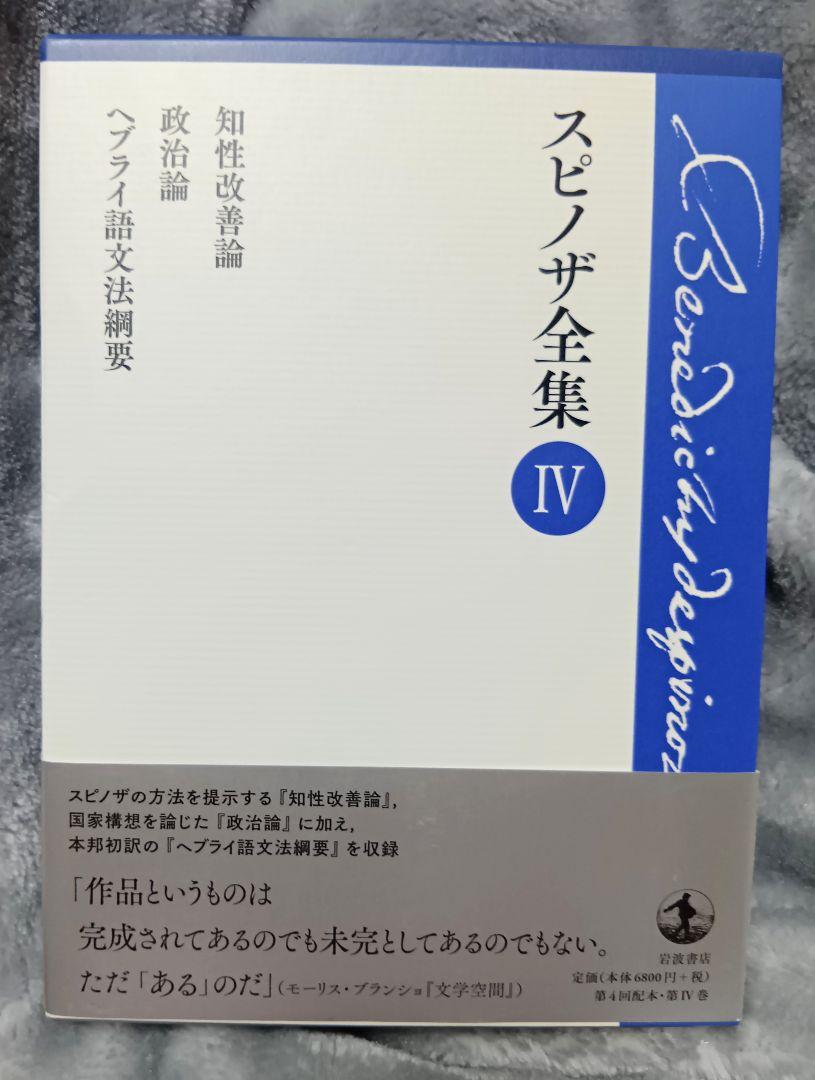 スピノザ全集
IV
知性改善論
政治論
ヘブライ語文法綱要
Benedictus de Spinoza
スピノザの方法を提示する『知性改善論』,
国家構想を論じた『政治論』に加え,
本邦初訳の『ヘブライ語文法綱要』を収録
「作品というものは
完成されてあるのでも未完としてあるのでもない。
ただ「ある」のだ」(モーリス・ブランショ『文学空間』)
岩波書店
定価(本体6800円+税)
第4回配本・第IV巻